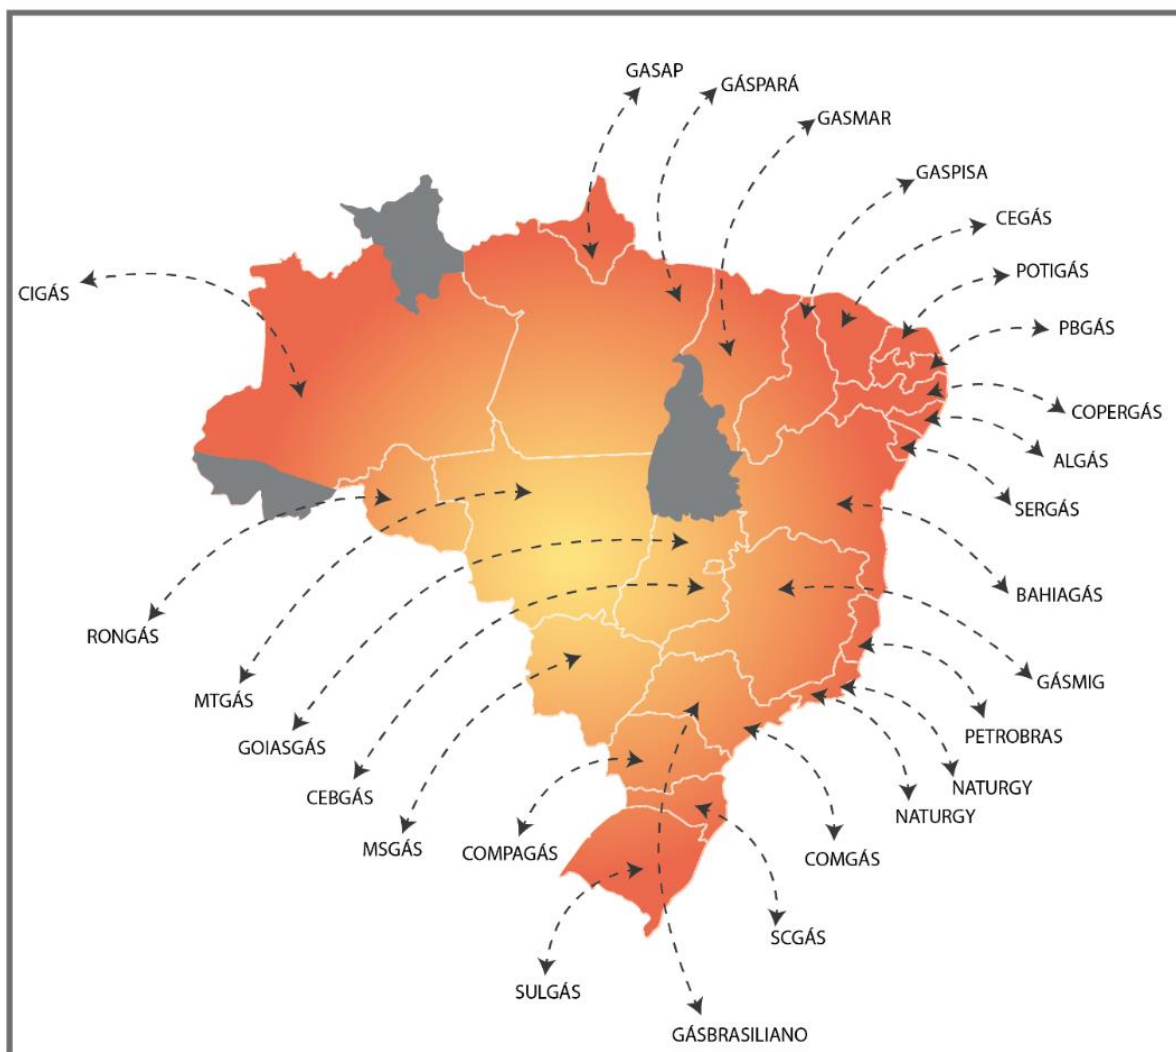 GASAP
GÁSPARÁ
GASMAR
GASPISA
CEGÁS
POTIGÁS
CIGÁS
PBGÁS
COPERGÁS
ALGÁS
SERGÁS
BAHIAGÁS
RONGÁS
GÁSMIG
MTGÁS
PETROBRAS
GOIASGÁS
NATURGY
CEBGÁS
NATURGY
MSGÁS
COMPAGÁS
COMGÁS
SCGÁS
SULGÁS
GÁSBRASILIANO